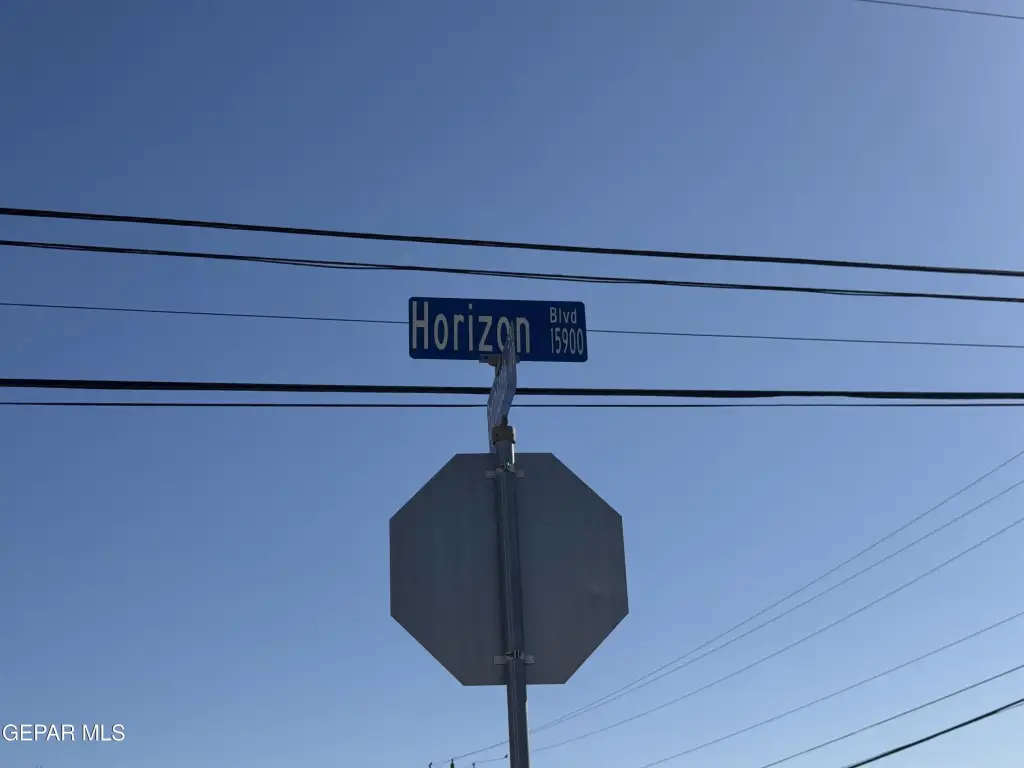 Horizon Blvd
15900
GEPAR MLS